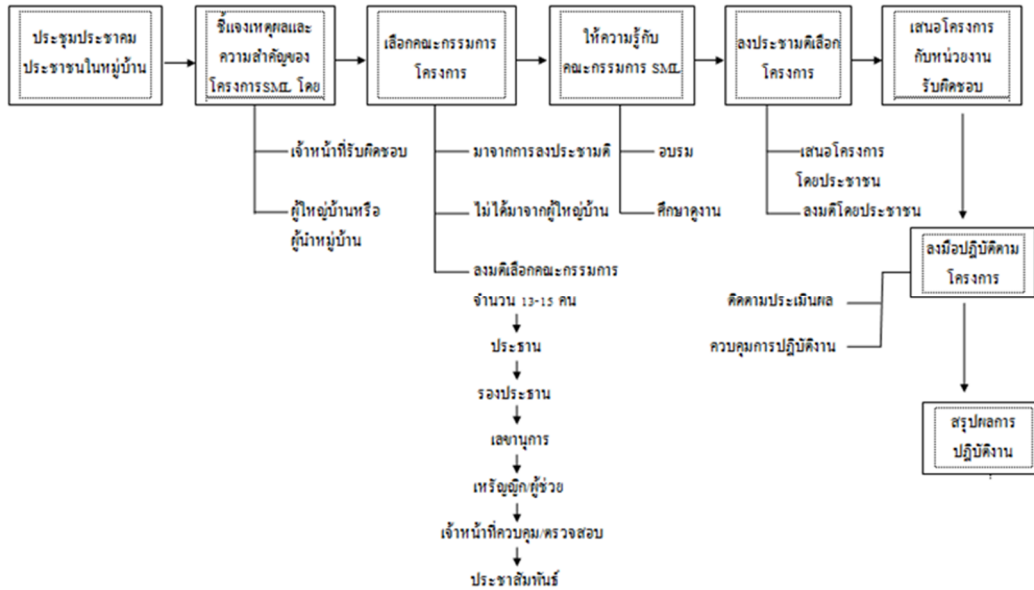 ประชุมประชาคม
ประชาชนในหมู่บ้าน
ชี้แจงเหตุผลและ
ความสำคัญของ
โครงการSML โดย
เลือกคณะกรรมการ
โครงการ
ให้ความรู้กับ
คณะกรรมการ SML
ลงประชามติเลือก
โครงการ
เสนอโครงการ
กับหน่วยงาน
รับผิดชอบ
เจ้าหน้าที่รับผิดชอบ
ผู้ใหญ่บ้านหรือ
ผู้นำหมู่บ้าน
มาจากการลงประชามติ
ไม่ได้มาจากผู้ใหญ่บ้าน
ลงมติเลือกคณะกรรมการ
จำนวน 13-15 คน
ประธาน
รองประธาน
เลขานุการ
เหรัญญิก/ผู้ช่วย
เจ้าหน้าที่ควบคุม/ตรวจสอบ
ประชาสัมพันธ์
อบรม
ศึกษาดูงาน
เสนอโครงการ
โดยประชาชน
ลงมติโดยประชาชน
ลงมือปฏิบัติตาม
โครงการ
ติดตามประเมินผล
ควบคุมการปฏิบัติงาน
สรุปผลการ
ปฏิบัติงาน